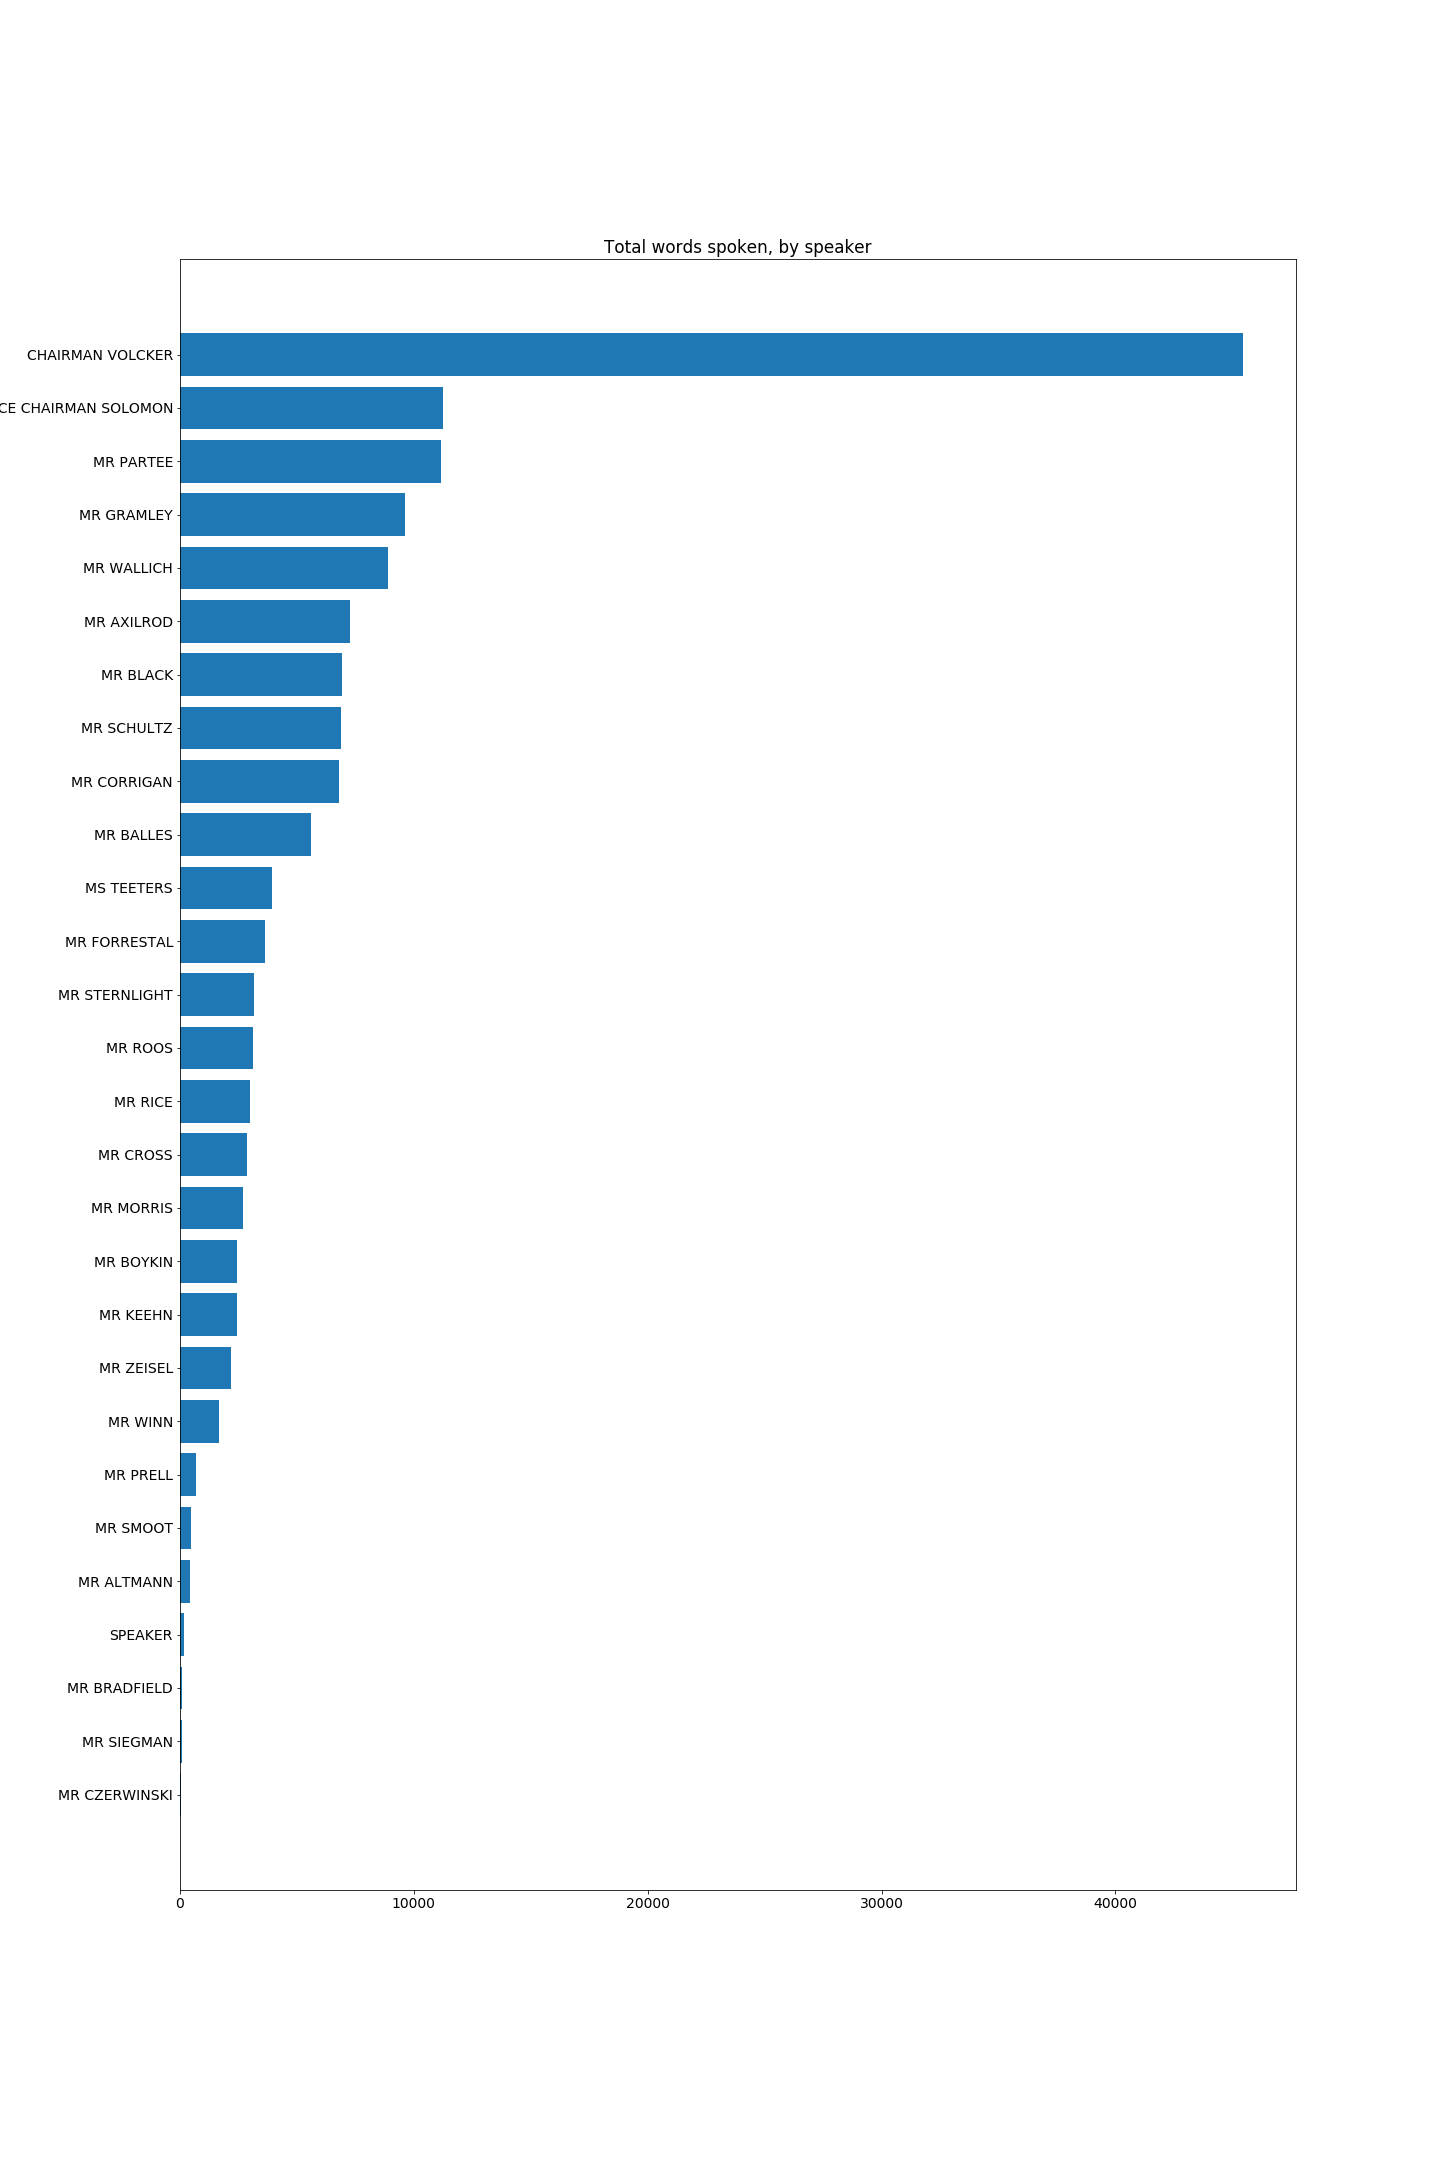 Total words spoken, by speaker
CHAIRMAN VOLCKER
CE CHAIRMAN SOLOMON
MR PARTEE
MR GRAMLEY
MR WALLICH
MR AXILROD
MR BLACK
MR SCHULTZ
MR CORRIGAN
MR BALLES
MS TEETERS
MR FORRESTAL
MR STERNLIGHT
MR ROOS
MR RICE
MR CROSS
MR MORRIS
MR BOYKIN
MR KEEHN
MR ZEISEL
MR WINN
MR PRELL
MR SMOOT
MR ALTMANN
SPEAKER
MR BRADFIELD
MR SIEGMAN
MR CZERWINSKI
0 10000 20000 30000 40000